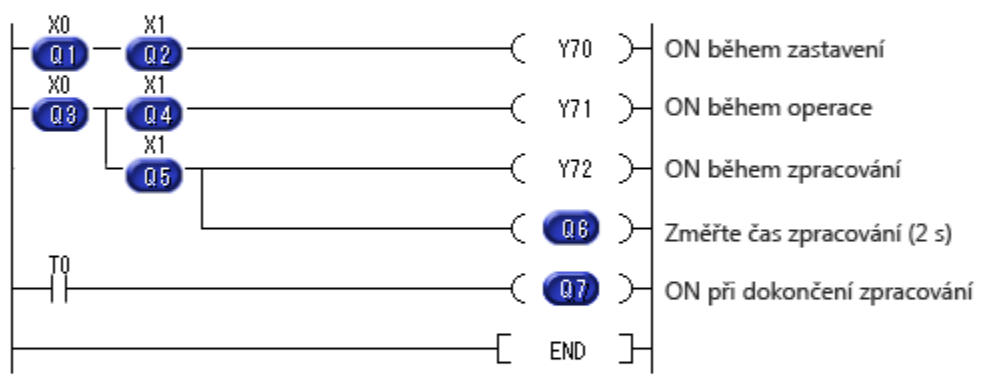 X0 X1
Q1 Q2 Y70 ON během zastavení
X0 X1
Q3 Q4 Y71 ON během operace
X1
Q5 Y72 ON během zpracování
Q6 Změřte čas zpracování (2 s)
T0
Q7 ON při dokončení zpracování
END